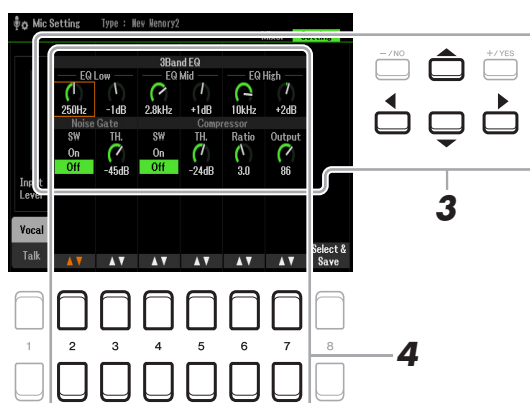 Mic Setting Type : New Nenory2
Setting
3Band EQ
EQ Low EQ Mid EQ High
250Hz -1dB 2.8kHz +1dB 10kHz +2dB
Noise Gate Compressor
SW TH. SW TH. Ratio Output
On On
Off -45dB Off -24dB 3.0 86
Input
Level
Vocal
Talk
Select &
Save
−/NO +/YES
3
1 2 3 4 5 6 7 8
4